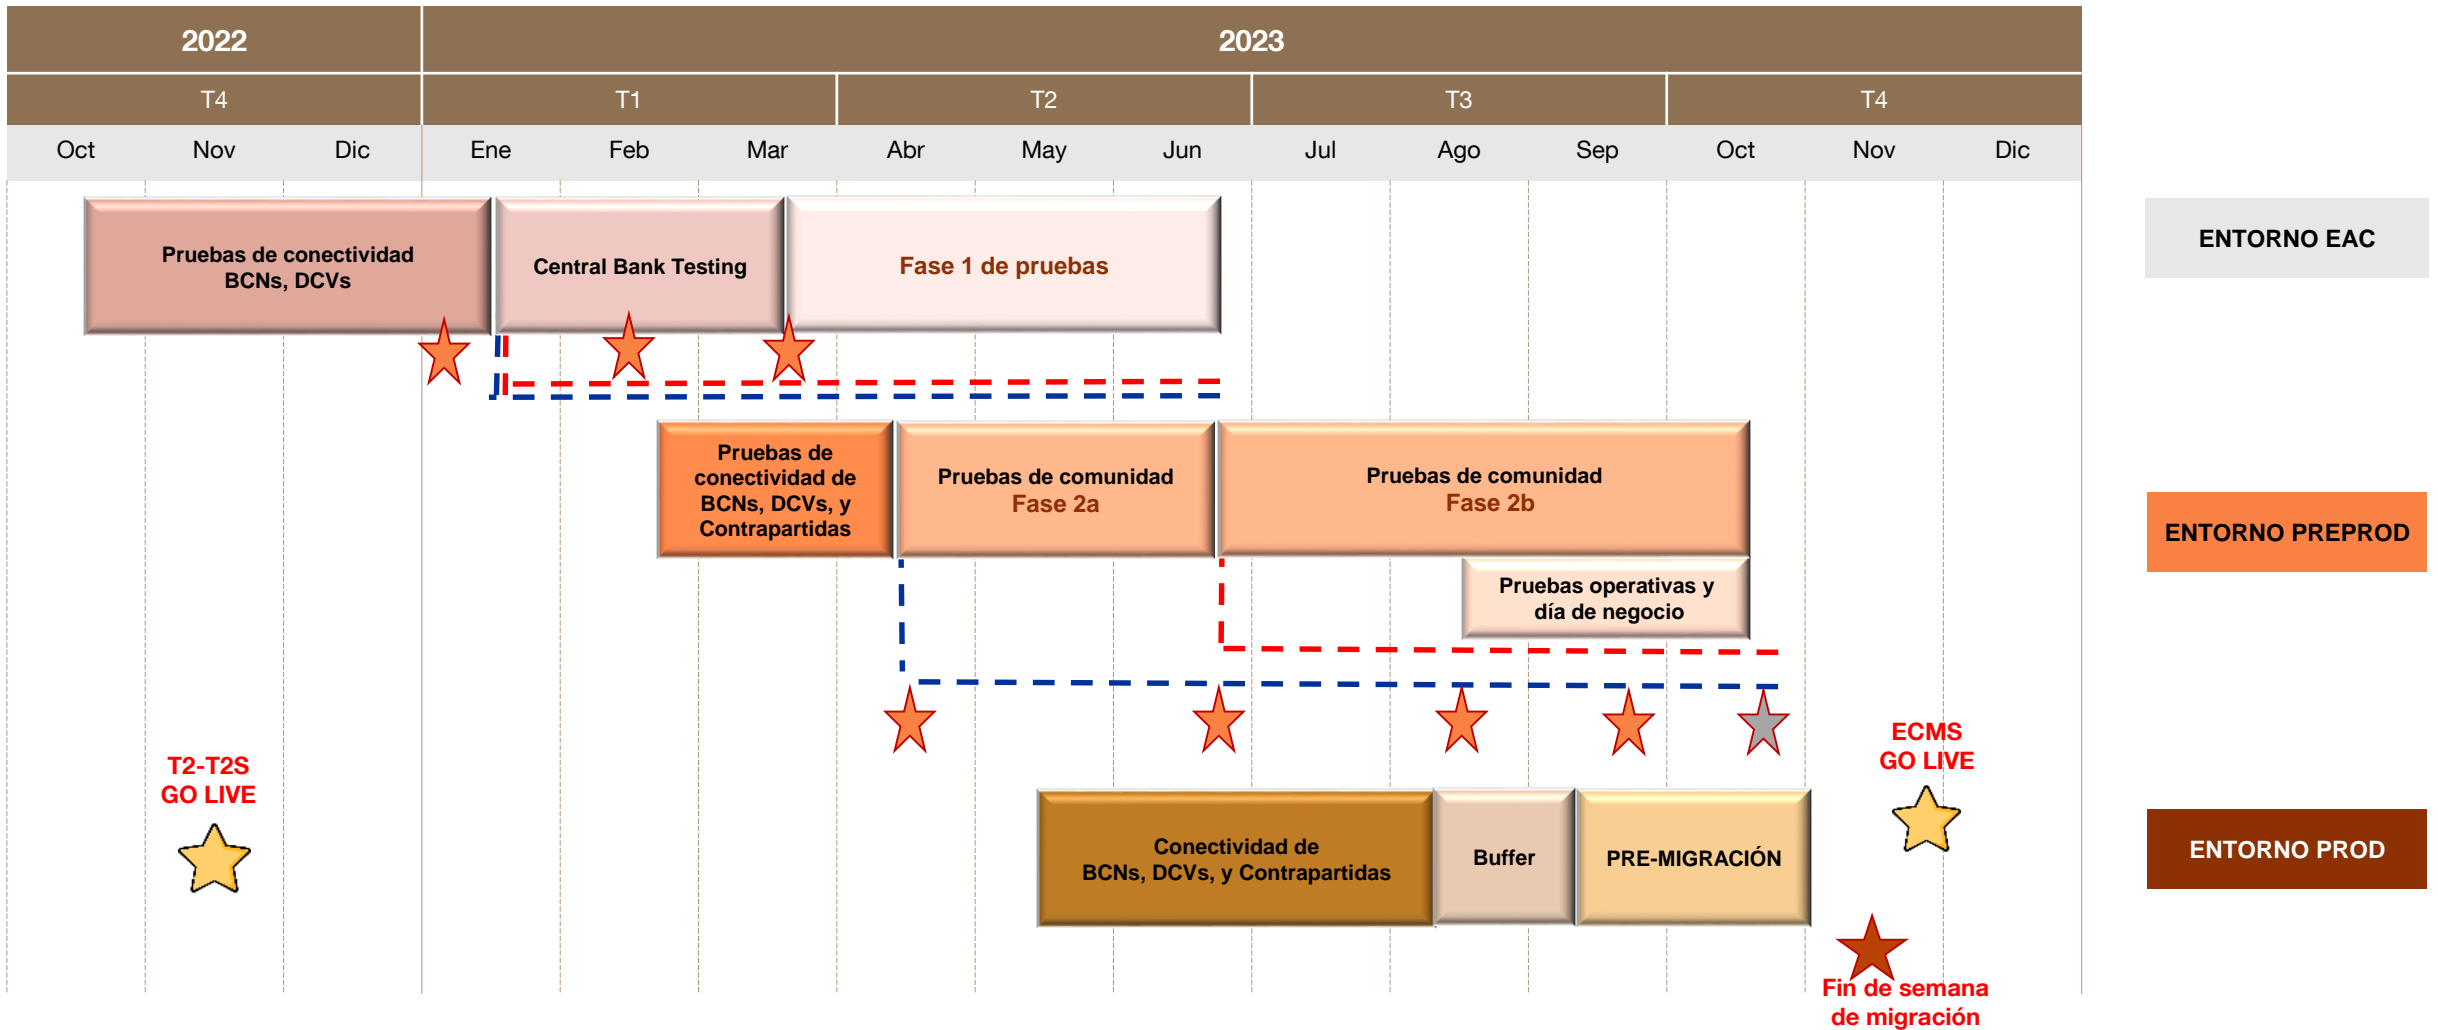 2022
2023
T4
T1
T2
T3
T4
Oct
Nov
Dic
Ene
Feb
Mar
Abr
May
Jun
Jul
Ago
Sep
Oct
Nov
Dic
Pruebas de conectividad
BCNs, DCVs
Central Bank Testing
Fase 1 de pruebas
ENTORNO EAC
Pruebas de
conectividad de
BCNs, DCVs, y
Contrapartidas
Pruebas de comunidad
Fase 2a
Pruebas de comunidad
Fase 2b
ENTORNO PREPROD
Pruebas operativas y
día de negocio
T2-T2S
GO LIVE
ECMS
GO LIVE
Conectividad de
BCNs, DCVs, y Contrapartidas
Buffer
PRE-MIGRACIÓN
ENTORNO PROD
Fin de semana
de migración